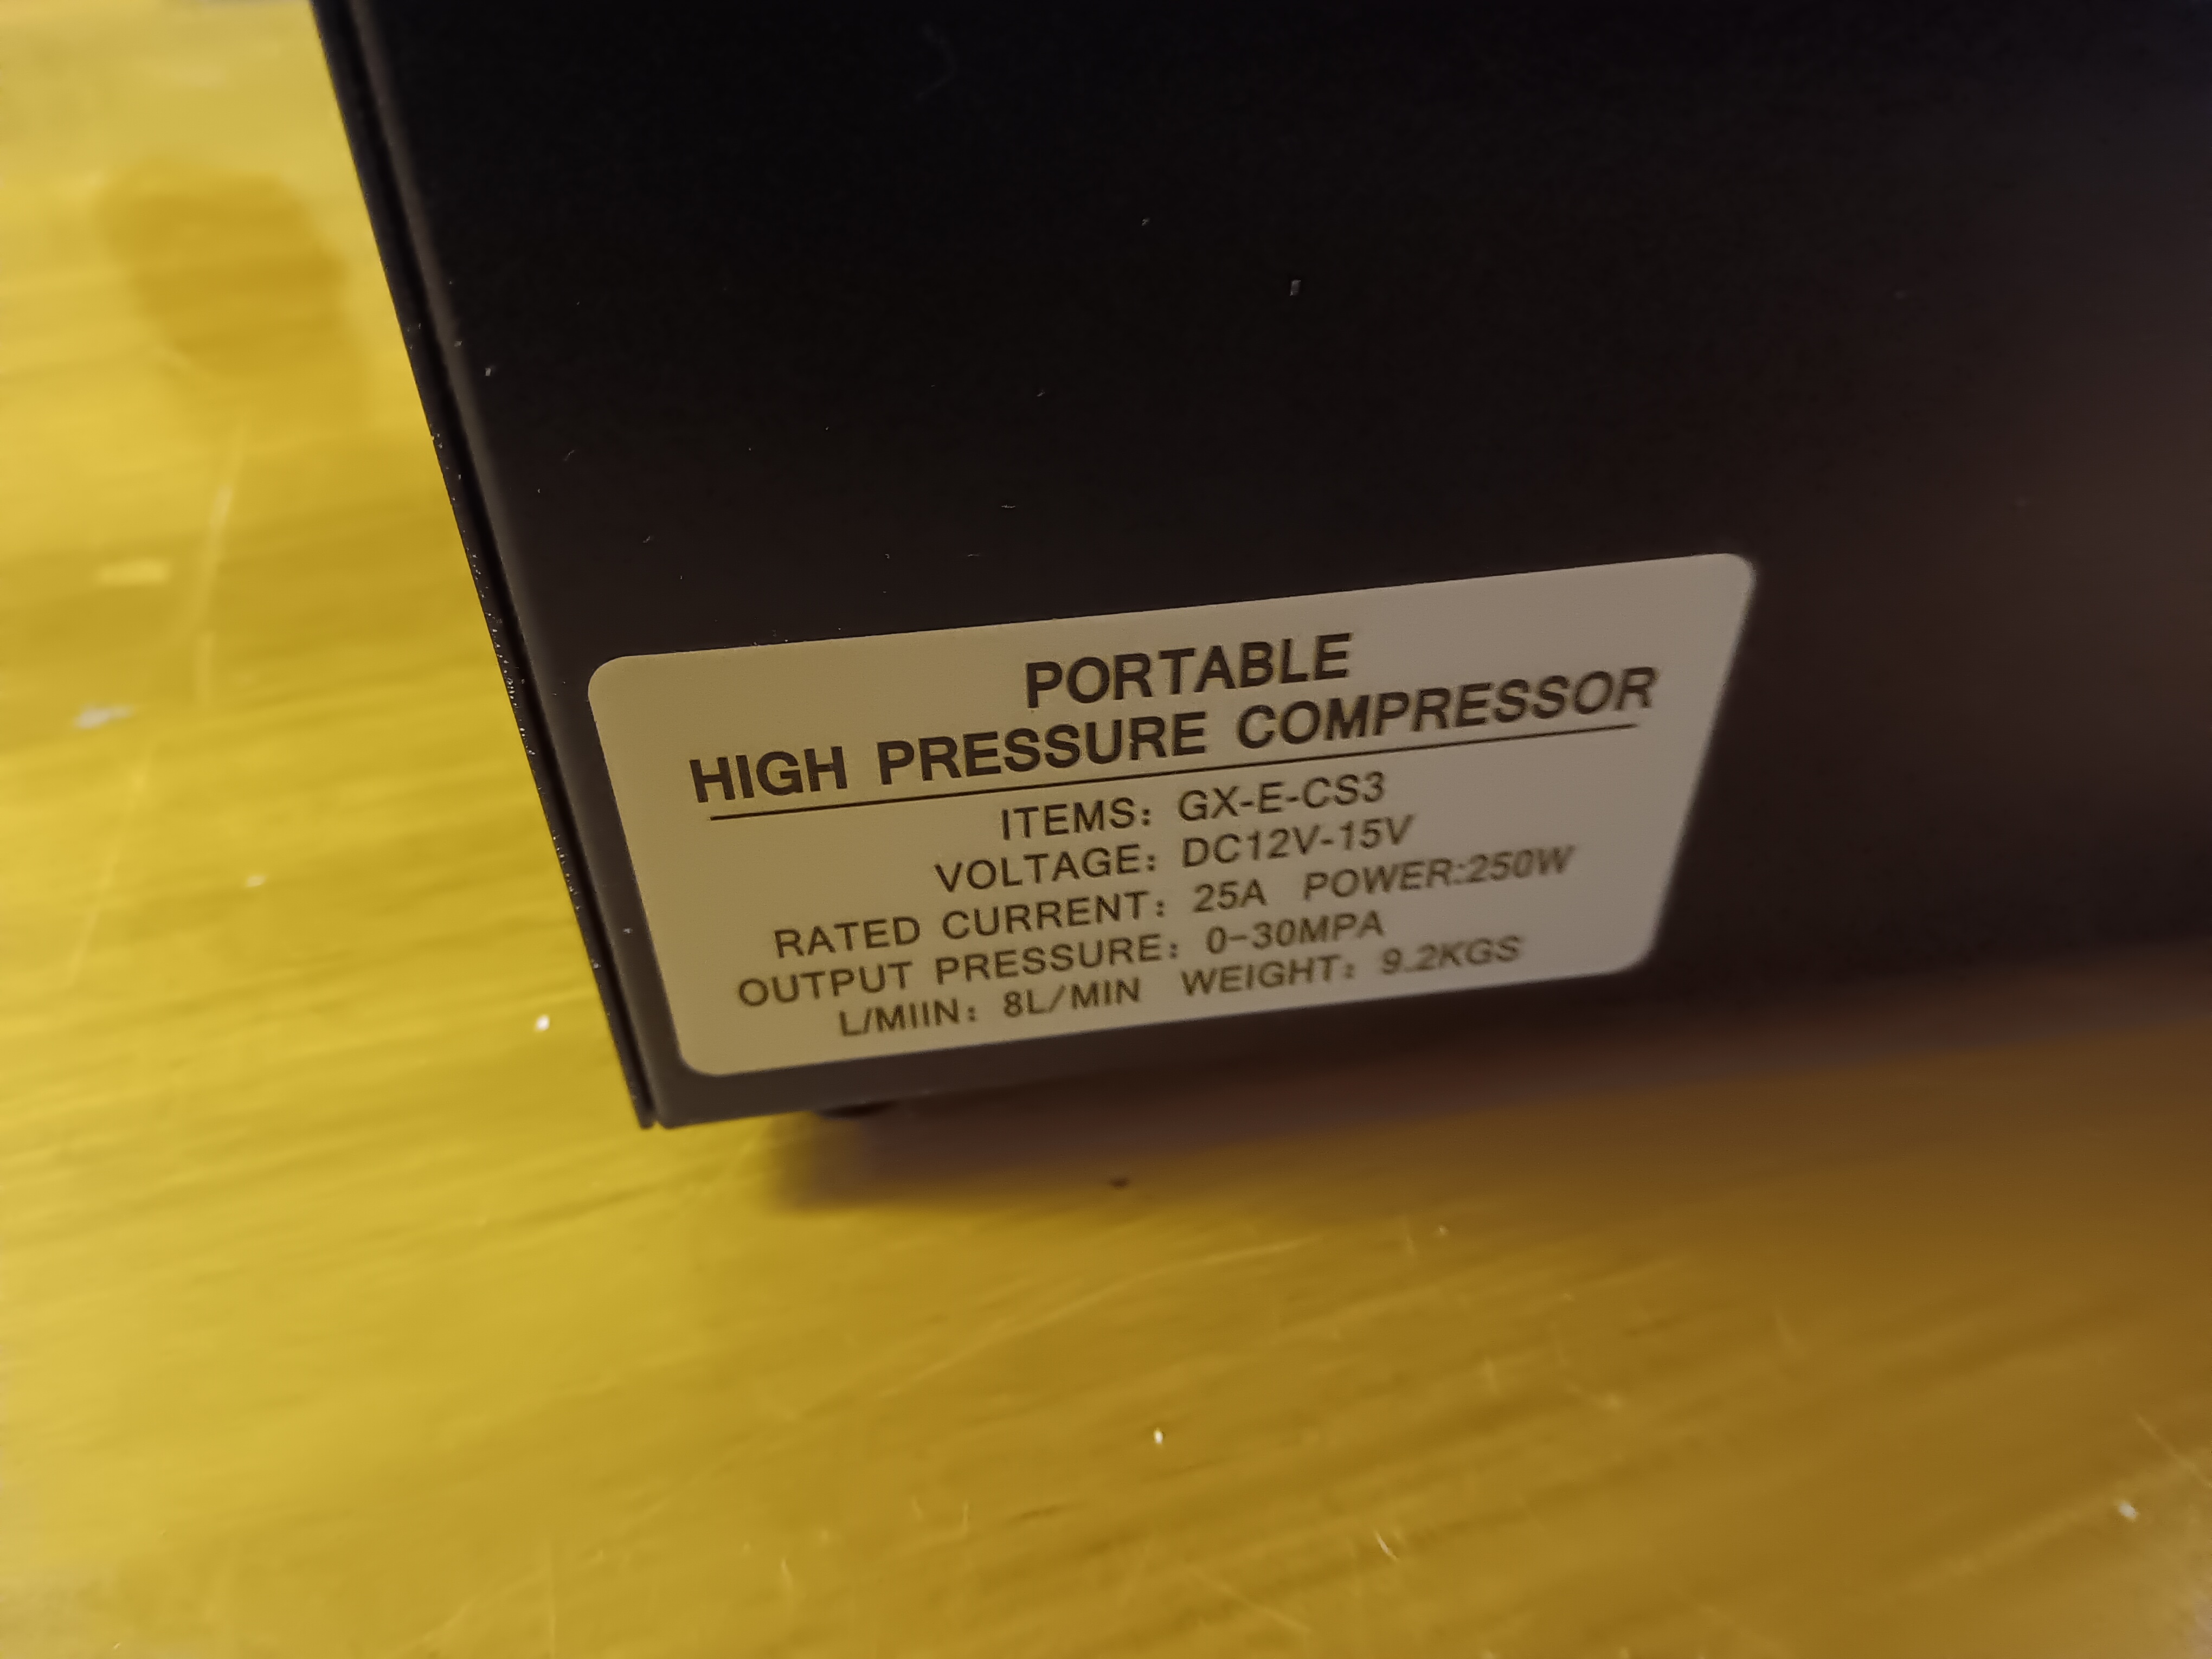 PORTABLE
HIGH PRESSURE COMPRESSOR
ITEMS: GX-E-CS3
VOLTAGE: DC12V-15V
RATED CURRENT: 25A POWER:250W
OUTPUT PRESSURE: 0-30MPA
L/MIIN: 8L/MIN WEIGHT: 9.2KGS